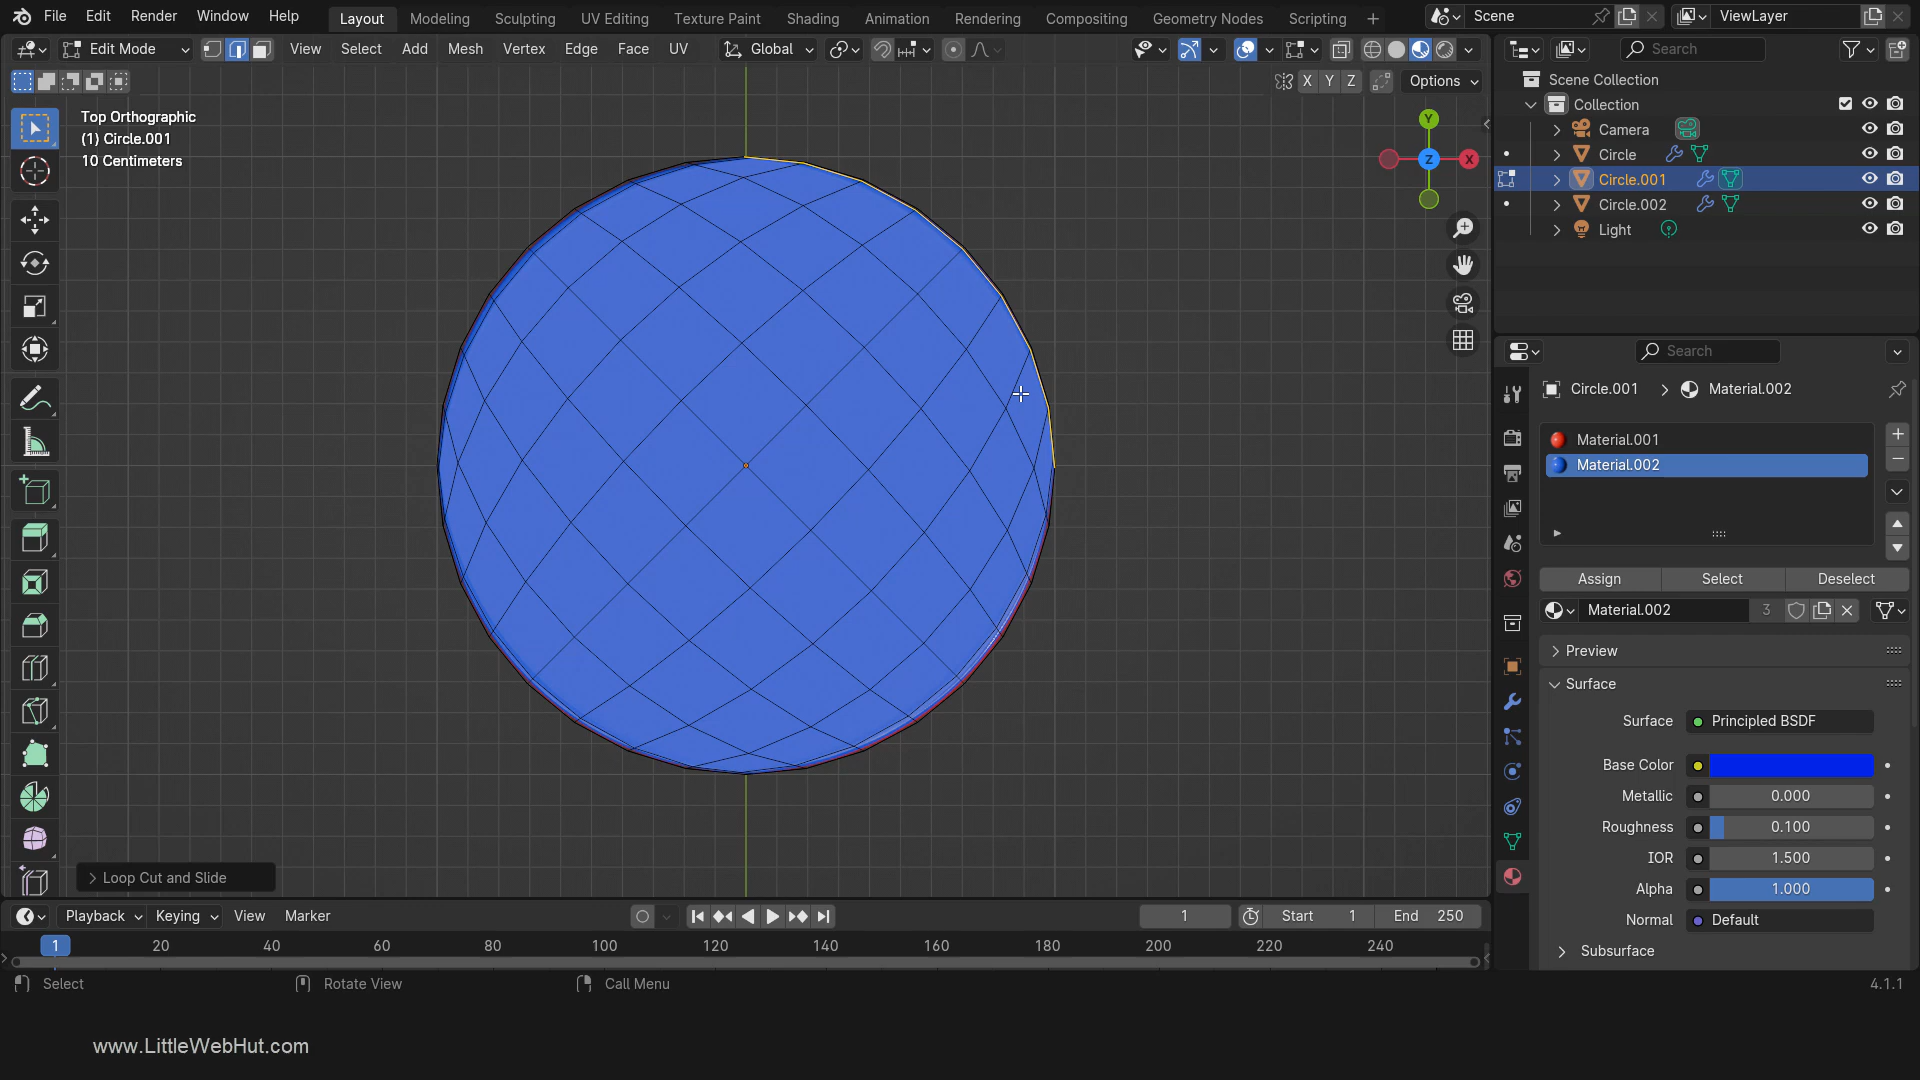 File Edit Render Window Help Layout Modeling Sculpting UV Editing Texture Paint Shading Animation Rendering Compositing Geometry Nodes Scripting + Scene ViewLayer
Edit Mode View Select Add Mesh Vertex Edge Face UV Global Search
X Y Z Options
Scene Collection
Collection
Camera
Circle
Circle.001
Circle.002
Light
Top Orthographic
(1) Circle.001
10 Centimeters
Y
X
Z
Search
Circle.001 > Material.002
Material.001
Material.002
Assign Select Deselect
Material.002 3
Preview
Surface
Surface Principled BSDF
Base Color
Metallic 0.000
Roughness 0.100
IOR 1.500
Alpha 1.000
Normal Default
Subsurface
Loop Cut and Slide
Playback Keying View Marker 1 Start 1 End 250
1 20 40 60 80 100 120 140 160 180 200 220 240
Select Rotate View Call Menu 4.1.1
www.LittleWebHut.com